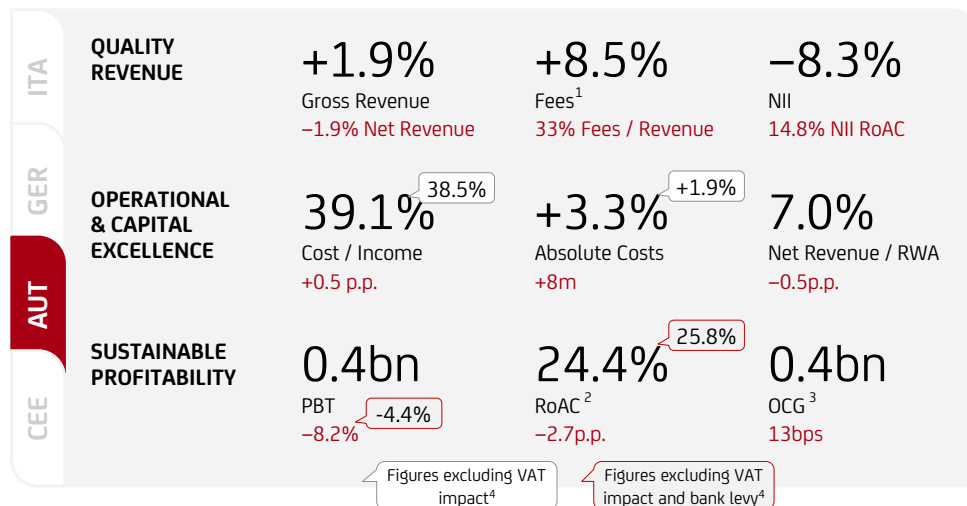 ITA
GER
AUT
CEE
QUALITY
REVENUE
+1.9%
Gross Revenue
–1.9% Net Revenue
+8.5%
Fees1
33% Fees / Revenue
–8.3%
NII
14.8% NII RoAC
OPERATIONAL
& CAPITAL
EXCELLENCE
39.1%
38.5%
Cost / Income
+0.5 p.p.
+3.3%
+1.9%
Absolute Costs
+8m
7.0%
Net Revenue / RWA
–0.5p.p.
SUSTAINABLE
PROFITABILITY
0.4bn
PBT
–8.2%
-4.4%
24.4%
25.8%
RoAC 2
–2.7p.p.
0.4bn
OCG 3
13bps
Figures excluding VAT
impact4
Figures excluding VAT
impact and bank levy4